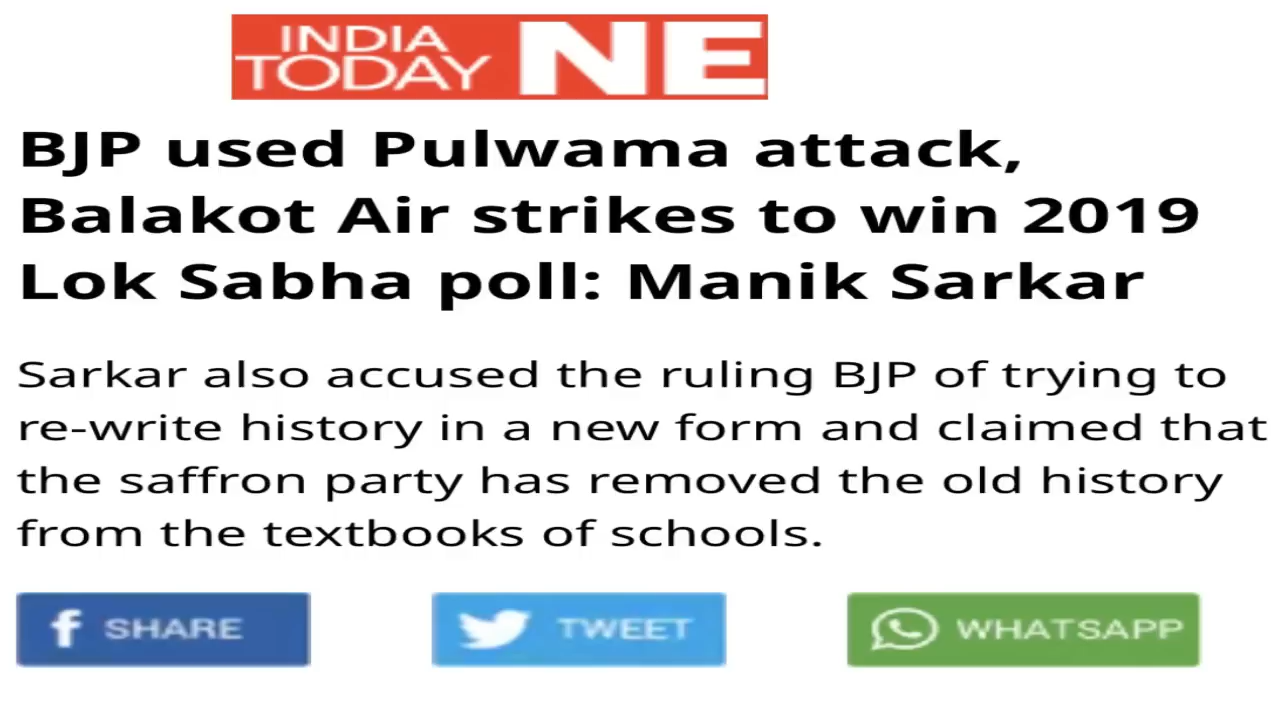 INDIA
TODAY NE
BJP used Pulwama attack,
Balakot Air strikes to win 2019
Lok Sabha poll: Manik Sarkar
Sarkar also accused the ruling BJP of trying to
re-write history in a new form and claimed that
the saffron party has removed the old history
from the textbooks of schools.
SHARE TWEET WHATSAPP